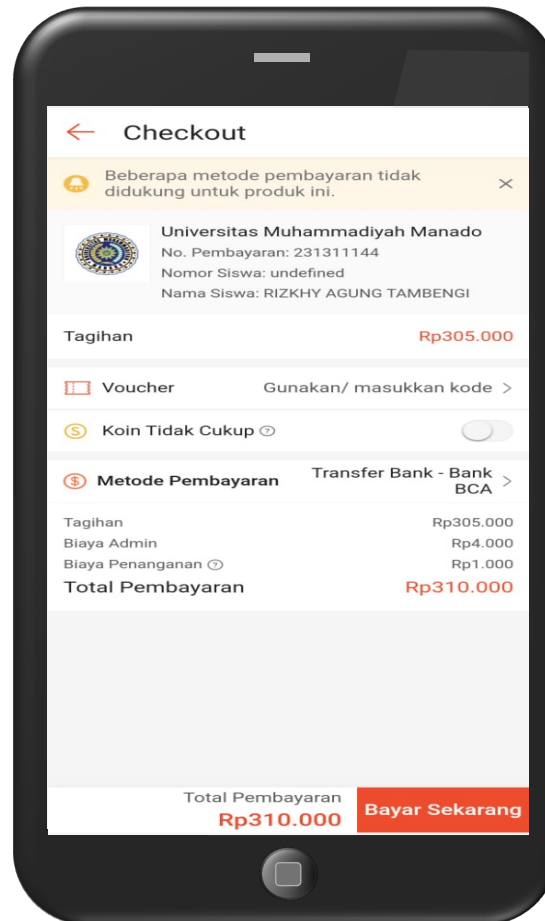 Checkout
Beberapa metode pembayaran tidak
didukung untuk produk ini.
Universitas Muhammadiyah Manado
No. Pembayaran: 231311144
Nomor Siswa: undefined
Nama Siswa: RIZKHY AGUNG TAMBENGI
Tagihan Rp305.000
Voucher Gunakan/ masukkan kode >
Koin Tidak Cukup
Metode Pembayaran Transfer Bank - Bank
BCA >
Tagihan Rp305.000
Biaya Admin Rp4.000
Biaya Penanganan Rp1.000
Total Pembayaran Rp310.000
Total Pembayaran
Rp310.000
Bayar Sekarang